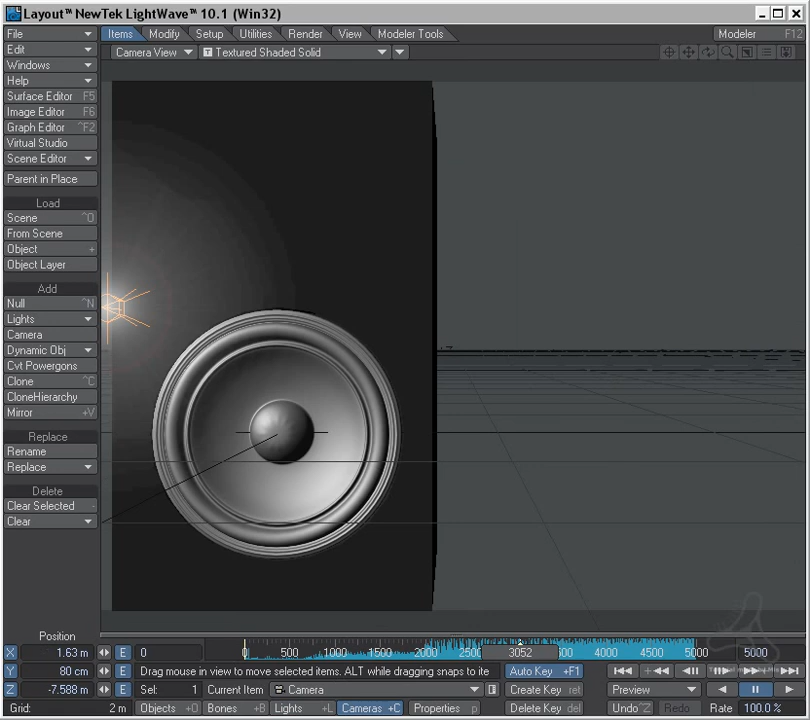 Layout™ NewTek LightWave™ 10.1 (Win32)
File Items Modify Setup Utilities Render View Modeler Tools Modeler F12
Edit Camera View T Textured Shaded Solid
Windows
Help
Surface Editor F5
Image Editor F6
Graph Editor ^F2
Virtual Studio
Scene Editor
Parent in Place
Load
Scene ^O
From Scene
Object +
Object Layer
Add
Null ^N
Lights
Camera
Dynamic Obj
Cvt Powergons
Clone ^C
CloneHierarchy
Mirror +V
Replace
Rename
Replace
Delete
Clear Selected -
Clear
Position
X 1.63 m E 0 0 500 1000 1500 2000 2500 3052 3500 4000 4500 5000 5000
Y 80 cm E Drag mouse in view to move selected items. ALT while dragging snaps to ite Auto Key +F1
Z -7.588 m E Sel: 1 Current Item Camera Create Key ret Preview
Grid: 2 m Objects +O Bones +B Lights +L Cameras +C Properties p Delete Key del Undo ^Z Redo Rate 100.0 %